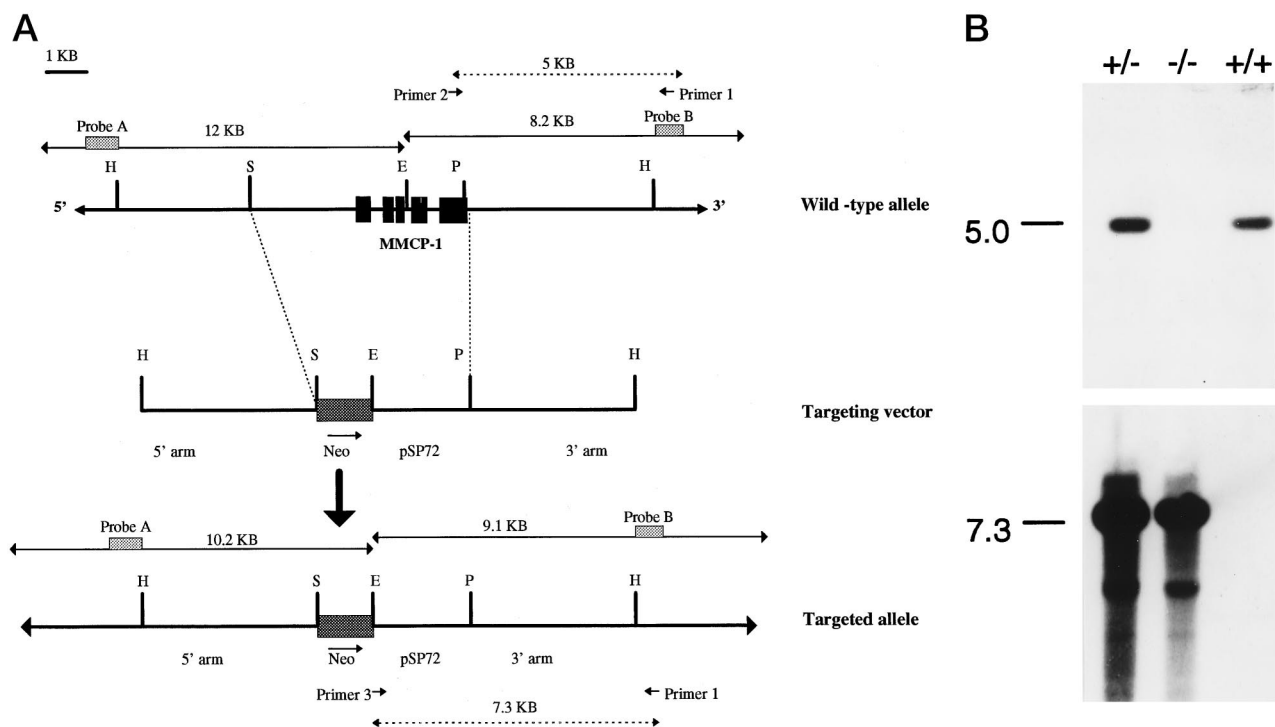 A
B
1 KB
5 KB
+/- -/- +/+
Primer 2
Primer 1
Probe A
12 KB
8.2 KB
Probe B
H S E P H
5’ 3’
Wild -type allele
MMCP-1
5.0
H S E P H
Targeting vector
5’ arm Neo pSP72 3’ arm
Probe A
10.2 KB
9.1 KB
Probe B
7.3
H S E P H
Targeted allele
5’ arm Neo pSP72 3’ arm
Primer 3
Primer 1
7.3 KB